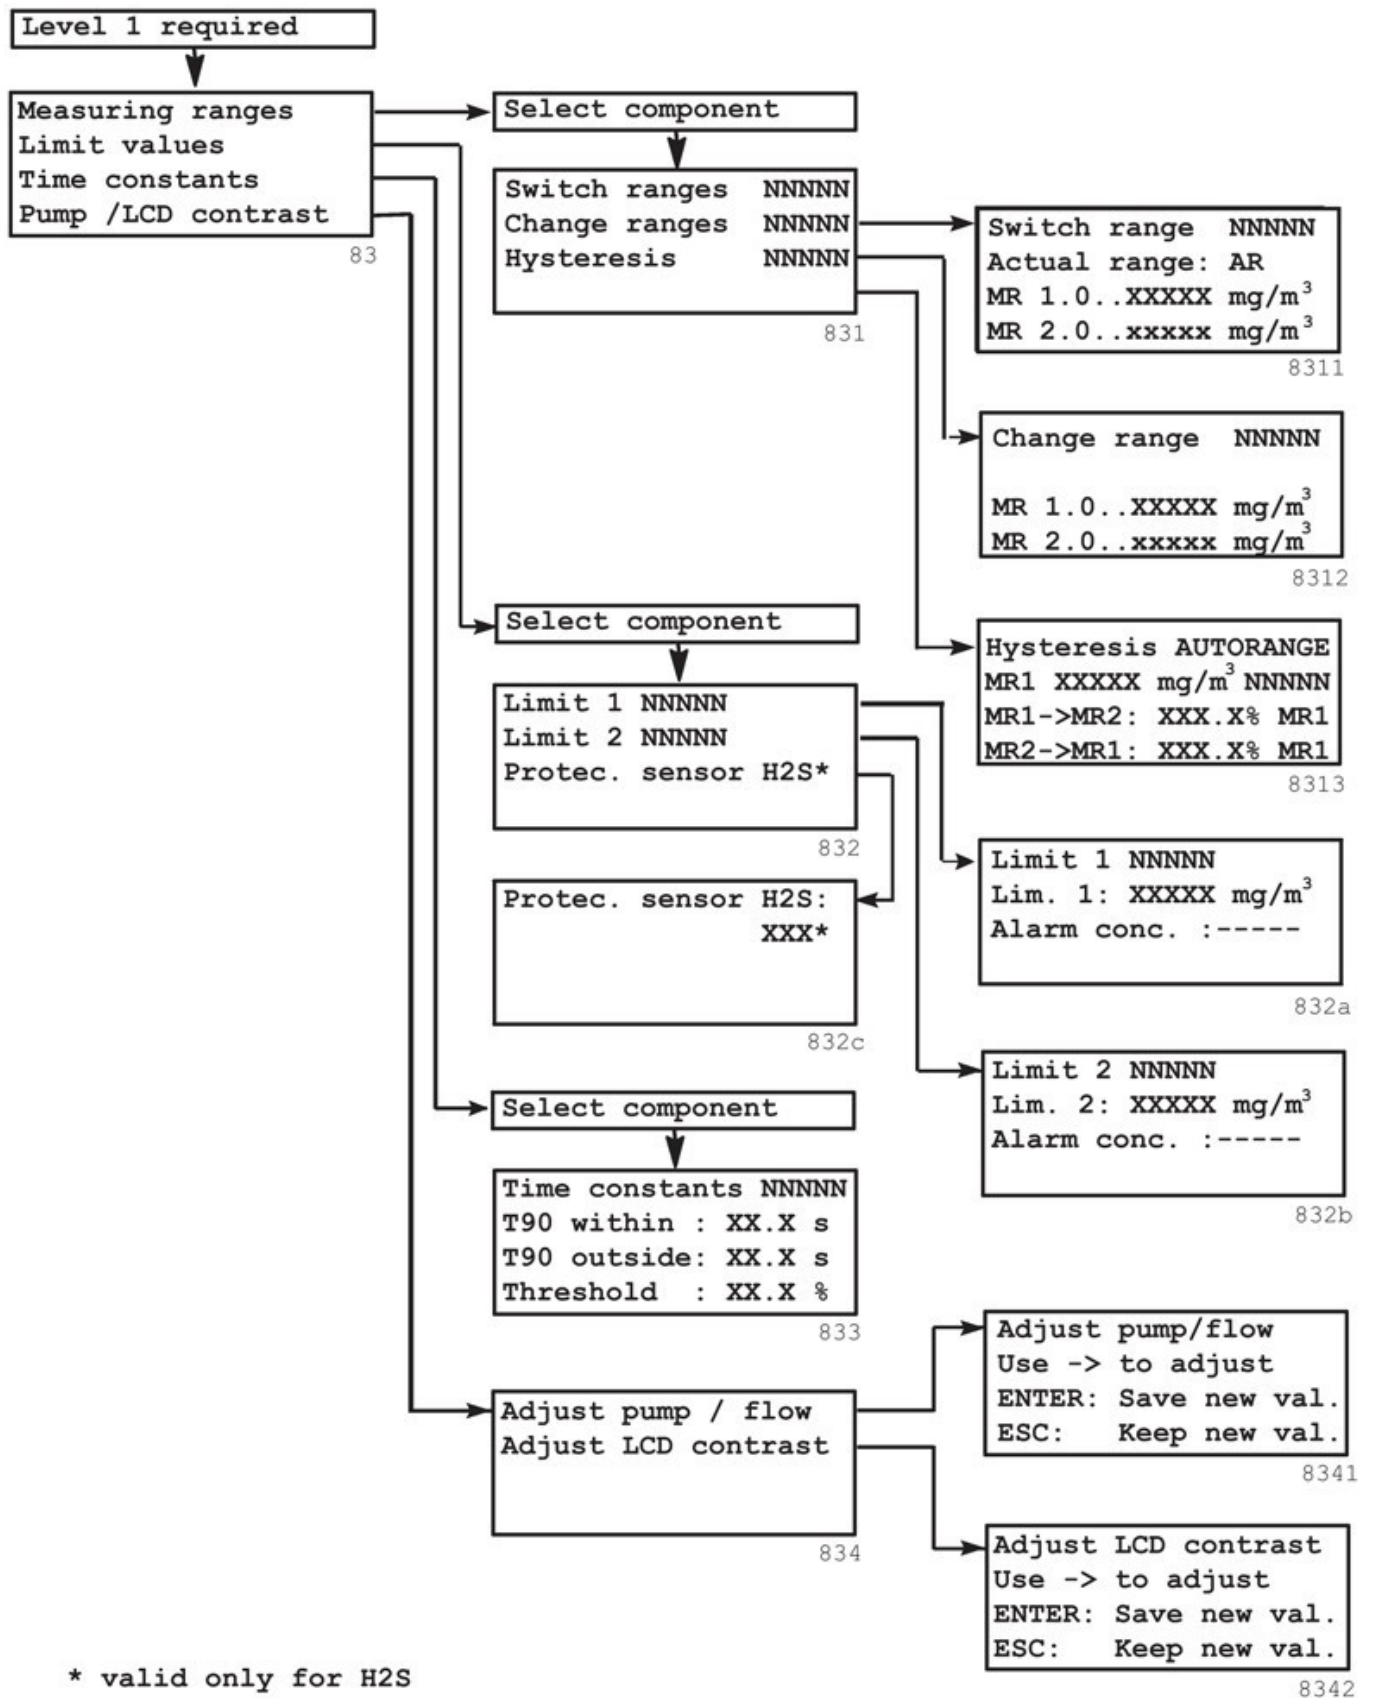 Level 1 required
Measuring ranges
Limit values
Time constants
Pump /LCD contrast
83
Select component
Switch ranges NNNNN
Change ranges NNNNN
Hysteresis NNNNN
831
Switch range NNNNN
Actual range: AR
MR 1.0..XXXXX mg/m³
MR 2.0..xxxxx mg/m³
8311
Change range NNNNN
MR 1.0..XXXXX mg/m³
MR 2.0..xxxxx mg/m³
8312
Hysteresis AUTORANGE
MR1 XXXXX mg/m³ NNNNN
MR1->MR2: XXX.X% MR1
MR2->MR1: XXX.X% MR1
8313
Select component
Limit 1 NNNNN
Limit 2 NNNNN
Protec. sensor H2S*
832
Protec. sensor H2S:
XXX*
832c
Limit 1 NNNNN
Lim. 1: XXXXX mg/m³
Alarm conc. :-----
832a
Limit 2 NNNNN
Lim. 2: XXXXX mg/m³
Alarm conc. :-----
832b
Select component
Time constants NNNNN
T90 within : XX.X s
T90 outside: XX.X s
Threshold : XX.X %
833
Adjust pump / flow
Adjust LCD contrast
834
Adjust pump/flow
Use -> to adjust
ENTER: Save new val.
ESC: Keep new val.
8341
Adjust LCD contrast
Use -> to adjust
ENTER: Save new val.
ESC: Keep new val.
8342
* valid only for H2S